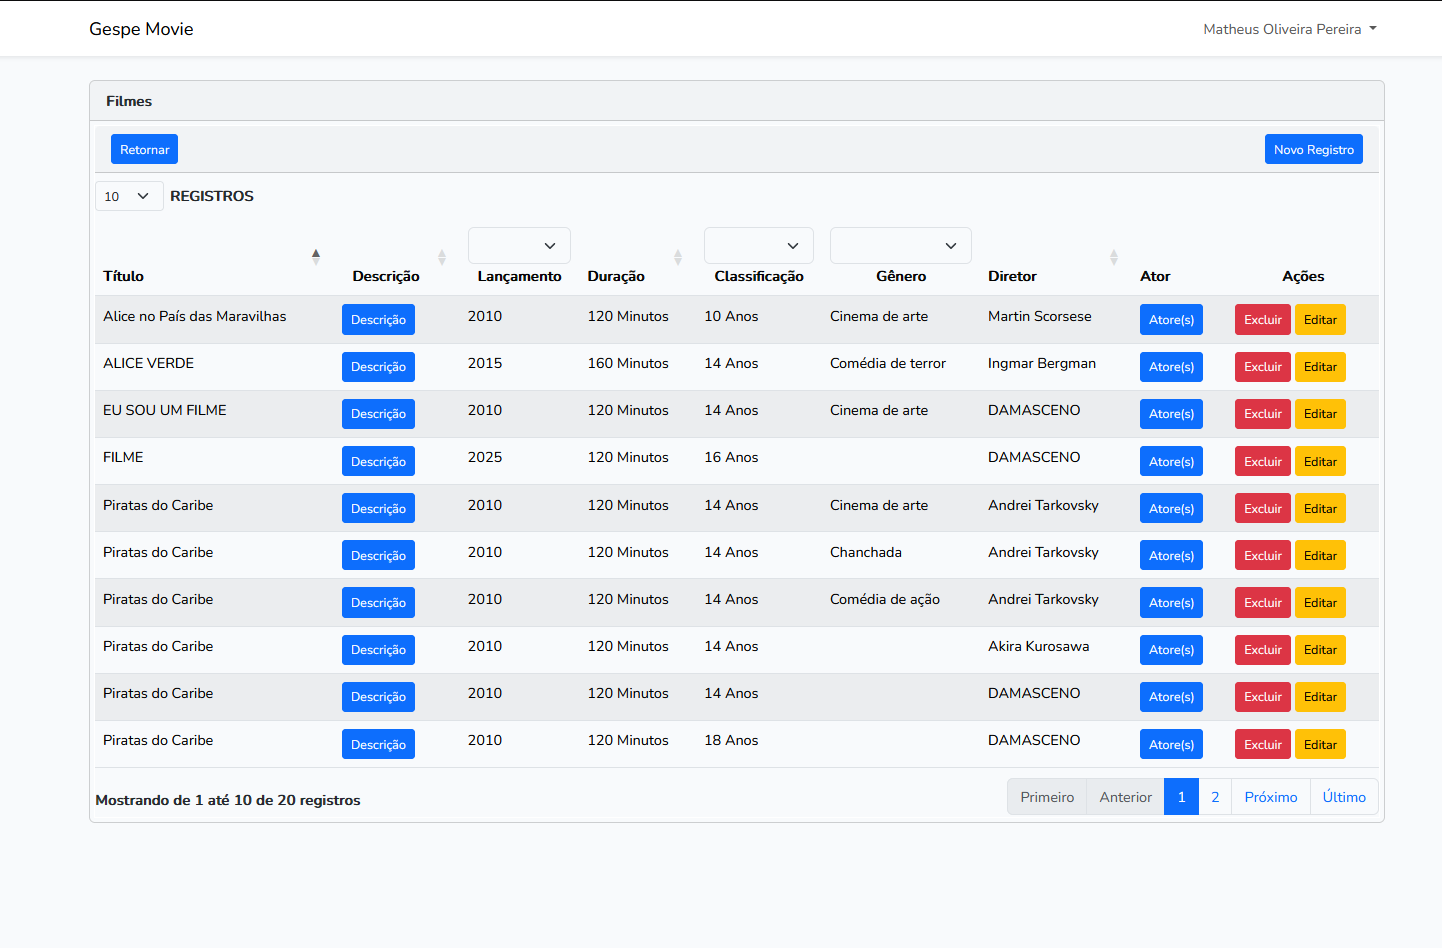 Gespe Movie Matheus Oliveira Pereira
Filmes
Retornar Novo Registro
10 REGISTROS
Título Descrição Lançamento Duração Classificação Gênero Diretor Ator Ações
Alice no País das Maravilhas Descrição 2010 120 Minutos 10 Anos Cinema de arte Martin Scorsese Atore(s) Excluir Editar
ALICE VERDE Descrição 2015 160 Minutos 14 Anos Comédia de terror Ingmar Bergman Atore(s) Excluir Editar
EU SOU UM FILME Descrição 2010 120 Minutos 14 Anos Cinema de arte DAMASCENO Atore(s) Excluir Editar
FILME Descrição 2025 120 Minutos 16 Anos DAMASCENO Atore(s) Excluir Editar
Piratas do Caribe Descrição 2010 120 Minutos 14 Anos Cinema de arte Andrei Tarkovsky Atore(s) Excluir Editar
Piratas do Caribe Descrição 2010 120 Minutos 14 Anos Chanchada Andrei Tarkovsky Atore(s) Excluir Editar
Piratas do Caribe Descrição 2010 120 Minutos 14 Anos Comédia de ação Andrei Tarkovsky Atore(s) Excluir Editar
Piratas do Caribe Descrição 2010 120 Minutos 14 Anos Akira Kurosawa Atore(s) Excluir Editar
Piratas do Caribe Descrição 2010 120 Minutos 14 Anos DAMASCENO Atore(s) Excluir Editar
Piratas do Caribe Descrição 2010 120 Minutos 18 Anos DAMASCENO Atore(s) Excluir Editar
Mostrando de 1 até 10 de 20 registros Primeiro Anterior 1 2 Próximo Último